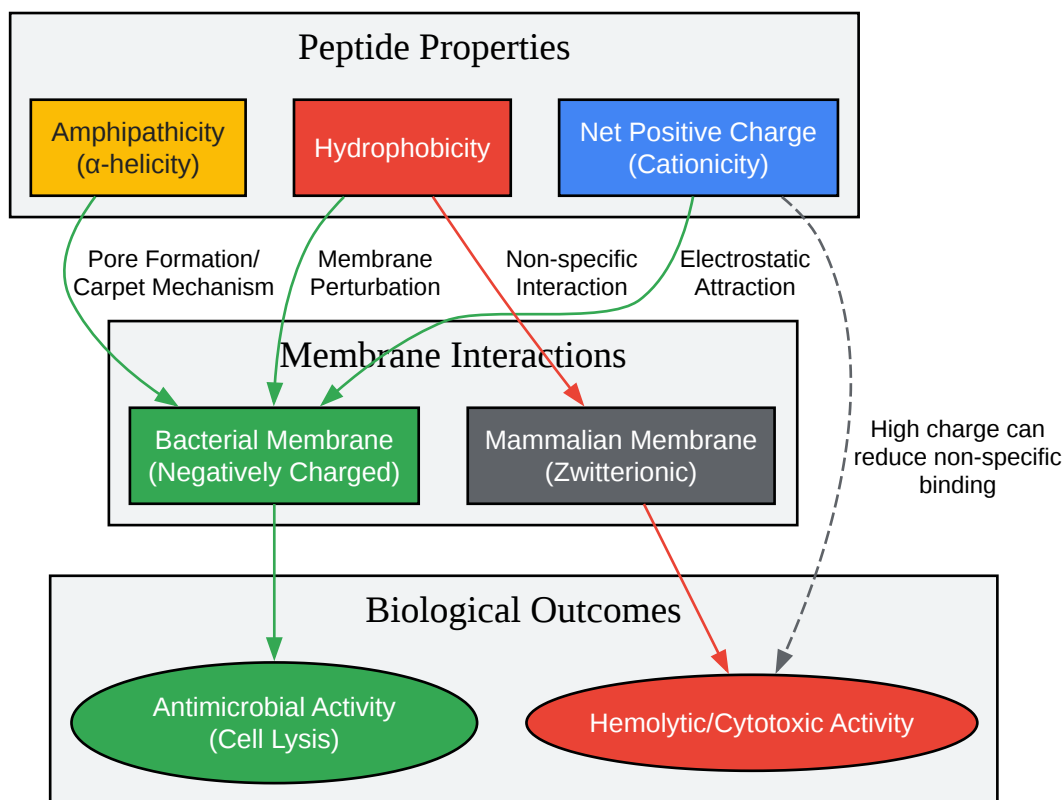 Peptide Properties
Amphipathicity
(α-helicity)
Hydrophobicity
Net Positive Charge
(Cationicity)
Pore Formation/
Carpet Mechanism
Membrane
Perturbation
Non-specific
Interaction
Electrostatic
Attraction
Membrane Interactions
Bacterial Membrane
(Negatively Charged)
Mammalian Membrane
(Zwitterionic)
High charge can
reduce non-specific
binding
Biological Outcomes
Antimicrobial Activity
(Cell Lysis)
Hemolytic/Cytotoxic Activity